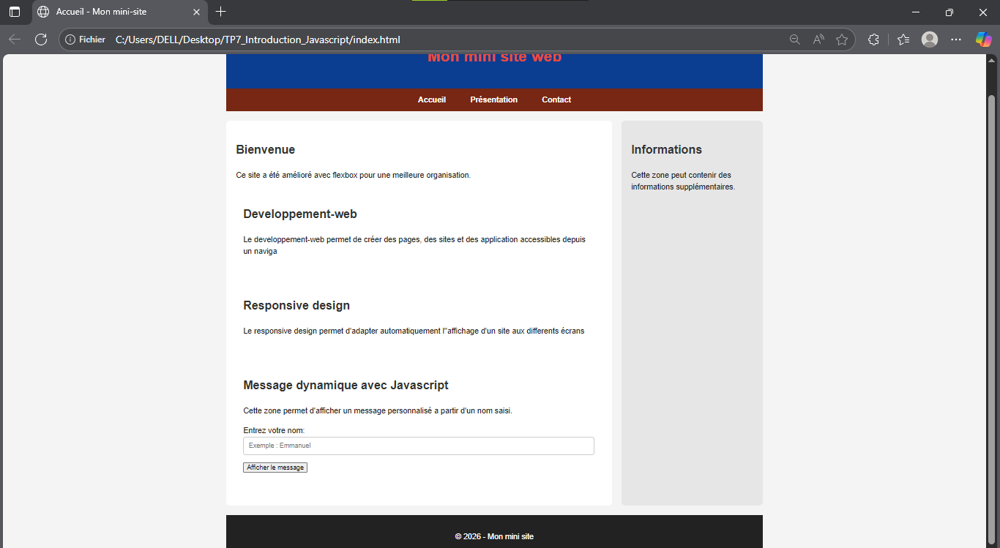 Accueil - Mon mini-site
Fichier C:/Users/DELL/Desktop/TP7_Introduction_Javascript/index.html
Mon mini site web
Accueil Présentation Contact
Bienvenue
Ce site a été amélioré avec flexbox pour une meilleure organisation.
Developpement-web
Le developpement-web permet de créer des pages, des sites et des application accessibles depuis
un naviga
Responsive design
Le responsive design permet d'adapter automatiquement l''affichage d'un site aux differents écrans
Message dynamique avec Javascript
Cette zone permet d'afficher un message personnalisé a partir d'un nom saisi.
Entrez votre nom:
Exemple : Emmanuel
Afficher le message
Informations
Cette zone peut contenir des
informations supplémentaires.
© 2026 - Mon mini site